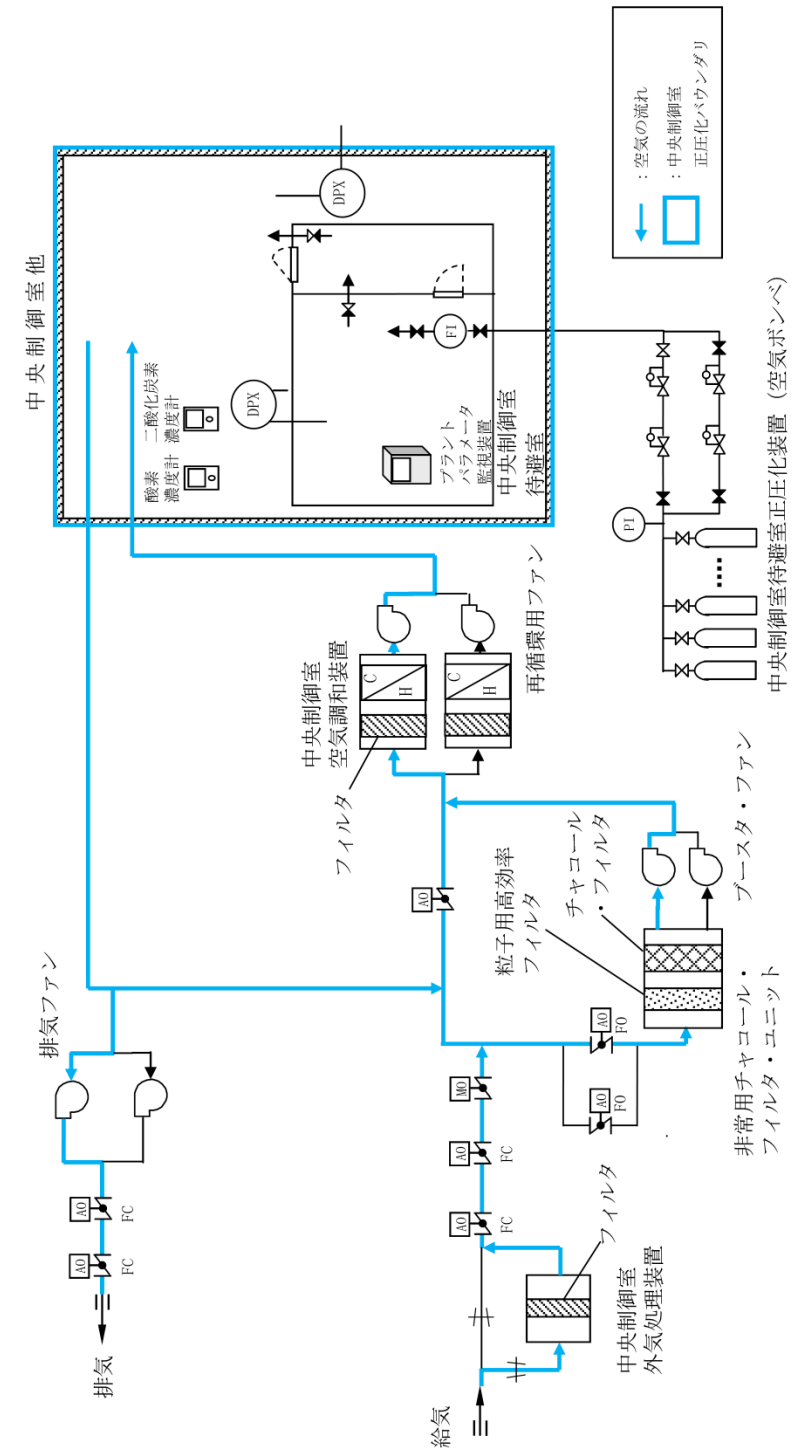 中央制御室他
酸素
濃度計
二酸化炭素
濃度計
DPX
DPX
プラント
パラメータ
監視装置
中央制御室
待避室
FI
PI
中央制御室待避室正圧化装置（空気ボンベ）
：空気の流れ
：中央制御室
正圧化バウンダリ
排気ファン
AO
FC
AO
FC
排気
中央制御室
空気調和装置
フィルタ
C
H
C
H
再循環用ファン
AO
粒子用高効率
フィルタ
チャコール
・フィルタ
ブースタ・ファン
非常用チャコール・
フィルタ・ユニット
AO
FO
AO
FO
MO
AO
FC
AO
FC
給気
フィルタ
中央制御室
外気処理装置